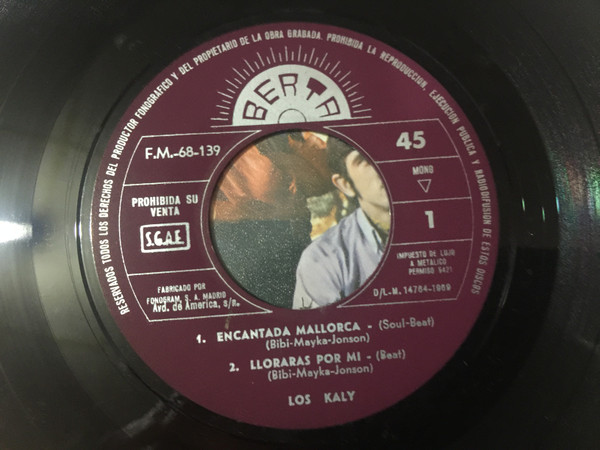 RESERVADOS TODOS LOS DERECHOS DEL PRODUCTOR FONOGRAFICO Y DEL PROPIETARIO DE LA OBRA GRABADA. PROHIBIDA LA REPRODUCCION, EJECUCION PUBLICA Y RADIODIFUSION DE ESTOS DISCOS
BERTA
F.M.-68-139
45
MONO
PROHIBIDA SU
VENTA
1
S.G.A.E.
IMPUESTO DE LUJO
A METALICO
PERMISO 5421
FABRICADO POR
FONOGRAM, S. A. MADRID
Avd. de America, s/n.
D/L-M. 14764-1969
1. ENCANTADA MALLORCA - (Soul-Beat)
(Bibi-Mayka-Jonson)
2. LLORARAS POR MI - (Beat)
(Bibi-Mayka-Jonson)
LOS KALY